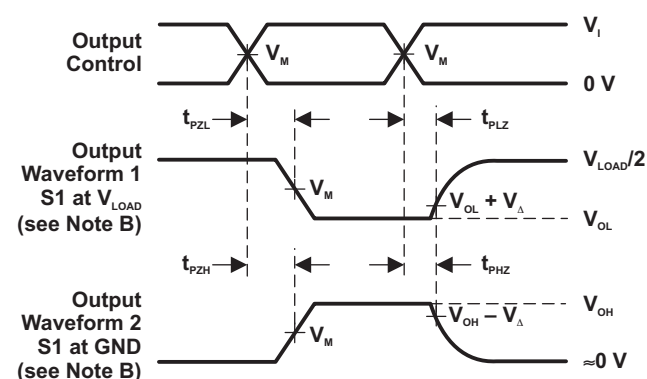 Output
Control
V_M
V_M
V_I
0 V
t_PZL
t_PLZ
Output
Waveform 1
S1 at V_LOAD
(see Note B)
V_M
V_LOAD/2
V_OL + V_Δ
V_OL
t_PZH
t_PHZ
Output
Waveform 2
S1 at GND
(see Note B)
V_M
V_OH
V_OH – V_Δ
≈0 V